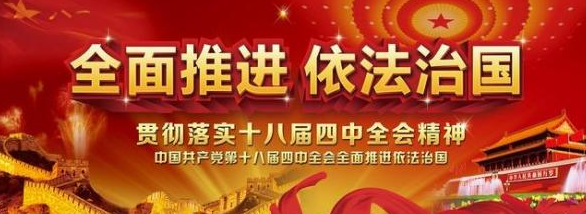 全面推进 依法治国
贯彻落实十八届四中全会精神
中国共产党第十八届四中全会全面推进依法治国